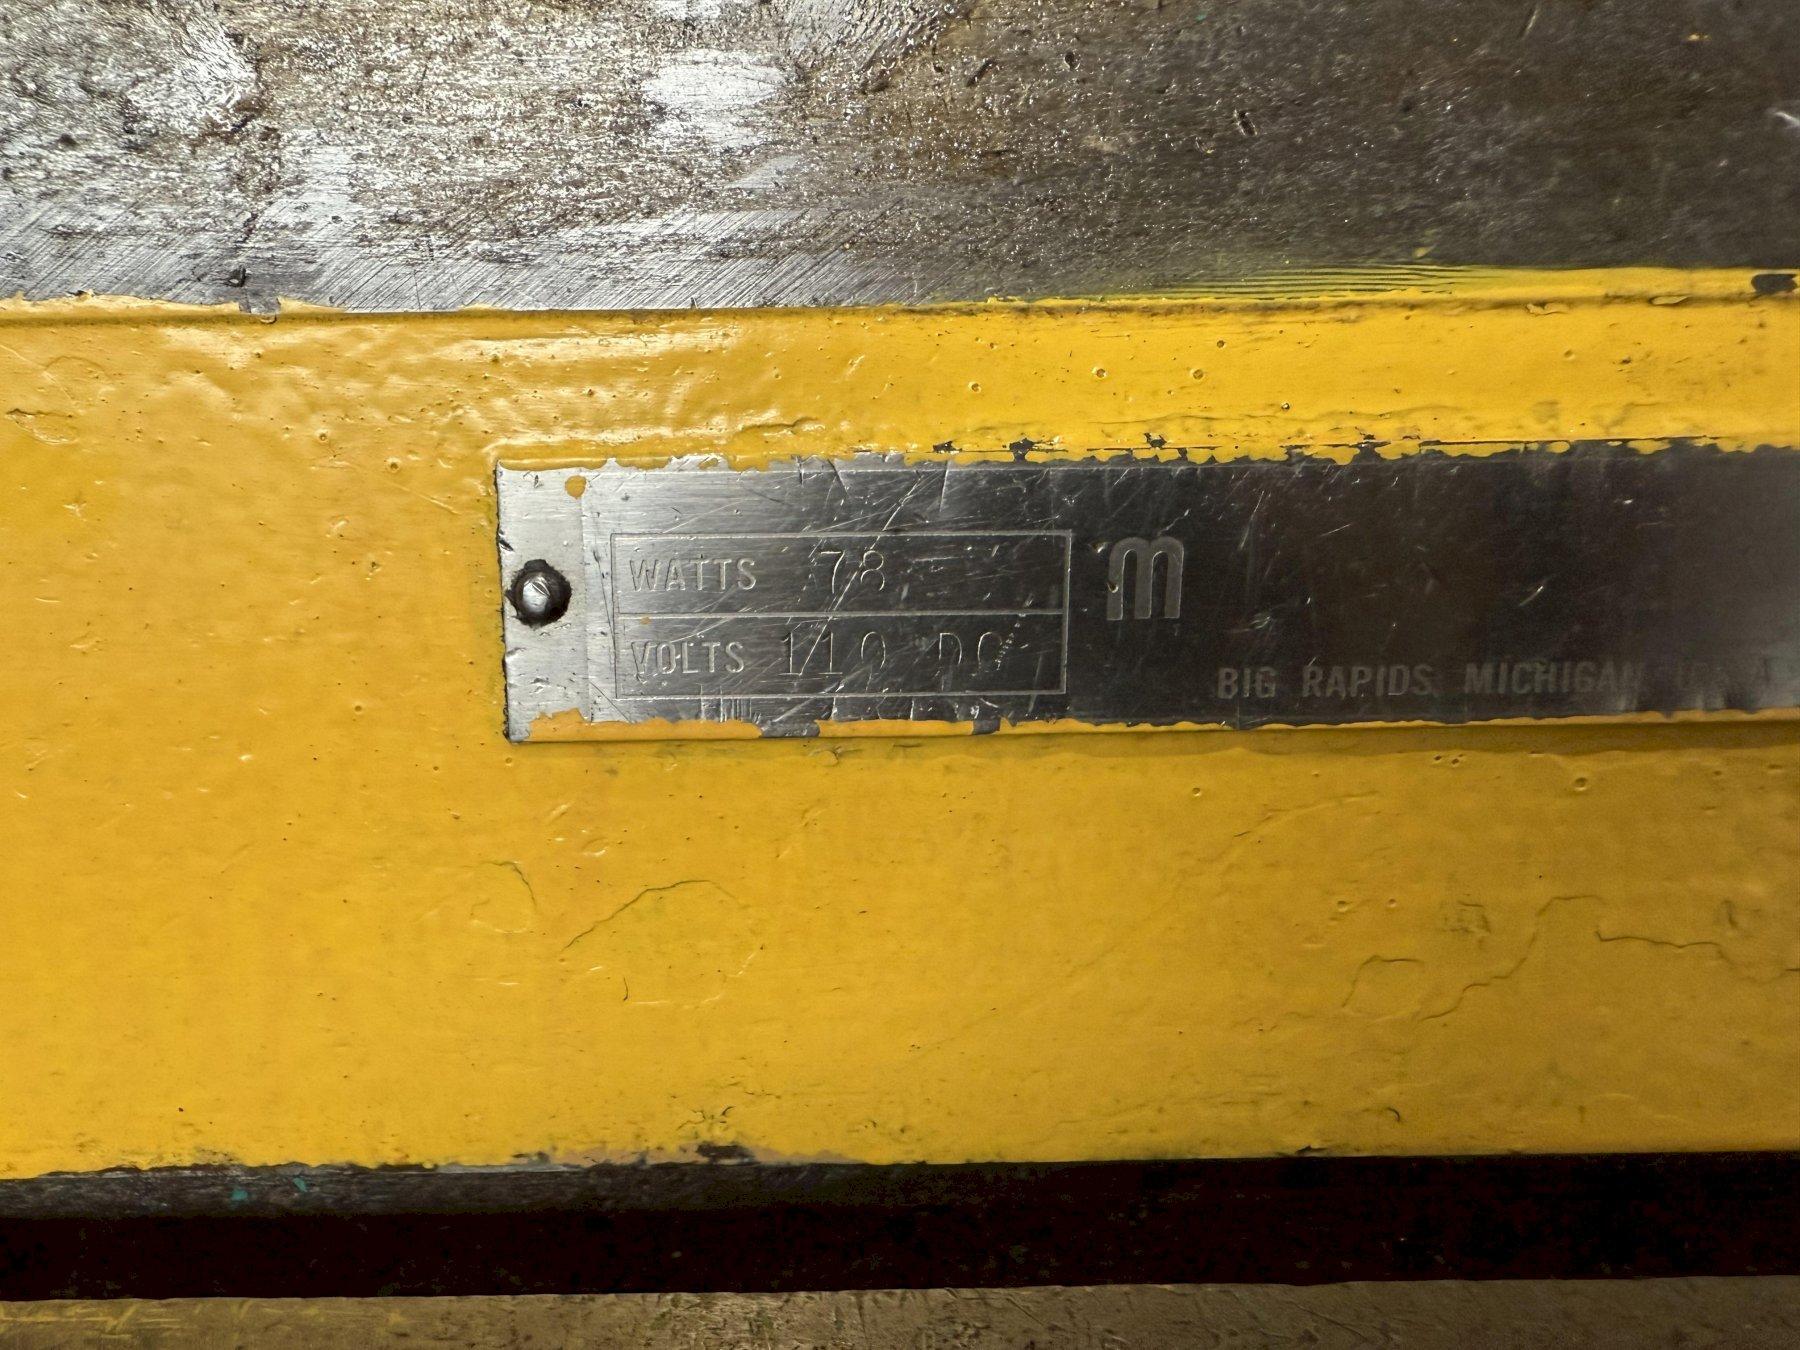 WATTS 78
VOLTS 110 DC
m
BIG RAPIDS, MICHIGAN